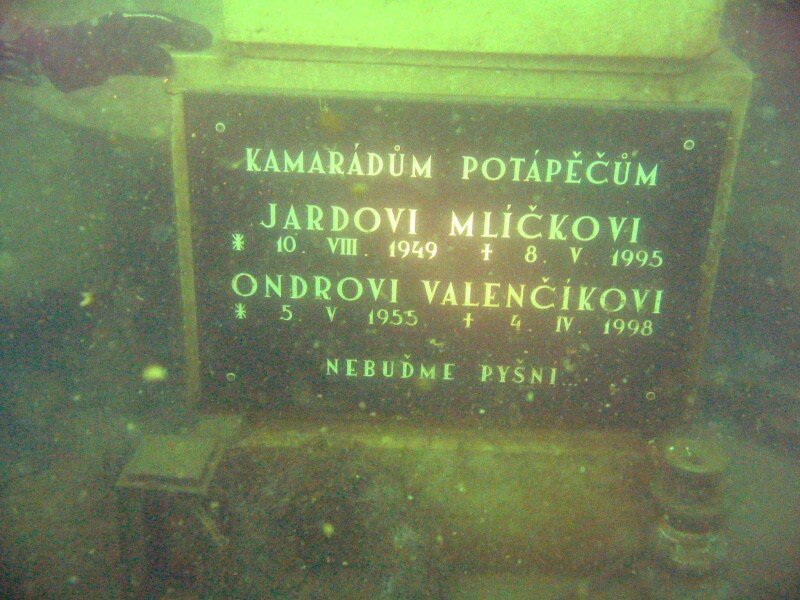 KAMARÁDŮM POTÁPĚČŮM
JARDOVI MLÍČKOVI
* 10. VIII. 1949 † 8. V. 1995
ONDROVI VALENČÍKOVI
* 5. V. 1955 † 4. IV. 1998
NEBUĎME PYŠNÍ...